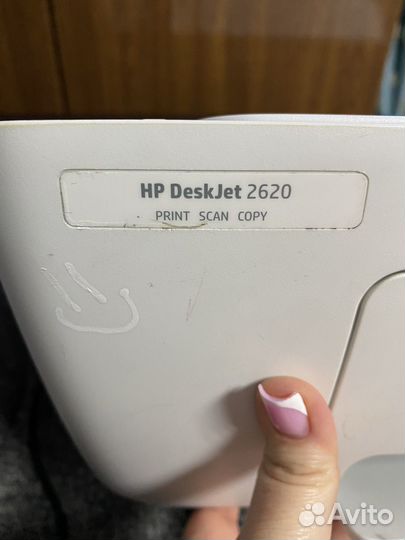 HP DeskJet 2620
PRINT SCAN COPY
Avito